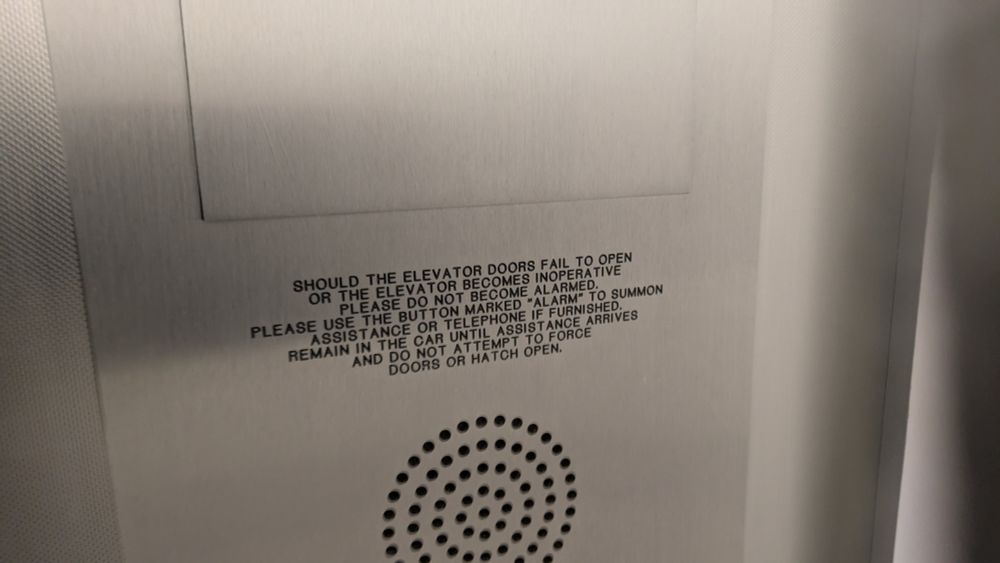 SHOULD THE ELEVATOR DOORS FAIL TO OPEN
OR THE ELEVATOR BECOMES INOPERATIVE
PLEASE DO NOT BECOME ALARMED.
PLEASE USE THE BUTTON MARKED "ALARM" TO SUMMON
ASSISTANCE OR TELEPHONE IF FURNISHED.
REMAIN IN THE CAR UNTIL ASSISTANCE ARRIVES
AND DO NOT ATTEMPT TO FORCE
DOORS OR HATCH OPEN.